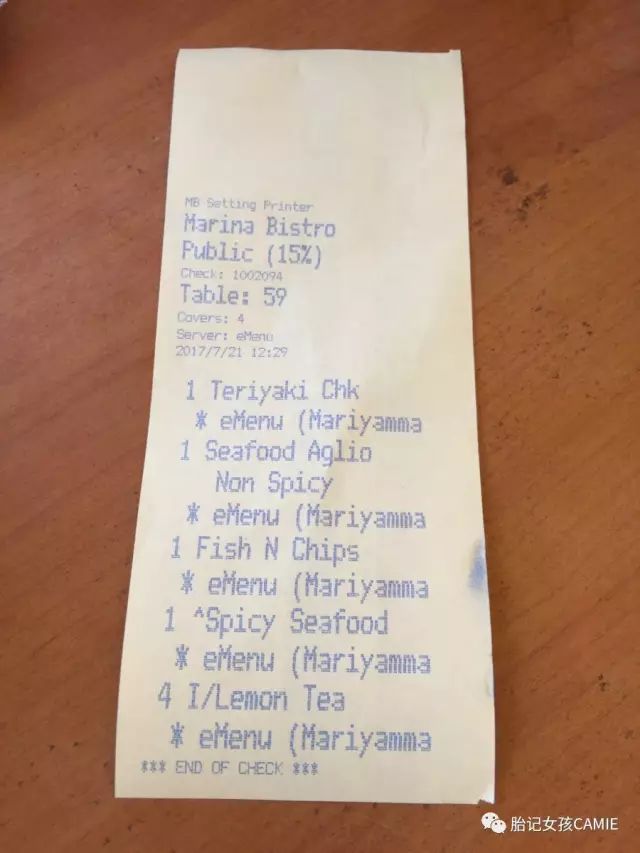 MB Setting Printer
Marina Bistro
Public (15%)
Check: 1002094
Table: 59
Covers: 4
Server: eMenu
2017/7/21 12:29
1 Teriyaki Chk
* eMenu (Mariyamma
1 Seafood Aglio
Non Spicy
* eMenu (Mariyamma
1 Fish N Chips
* eMenu (Mariyamma
1 ^Spicy Seafood
* eMenu (Mariyamma
4 I/Lemon Tea
* eMenu (Mariyamma
*** END OF CHECK ***
胎记女孩CAMIE